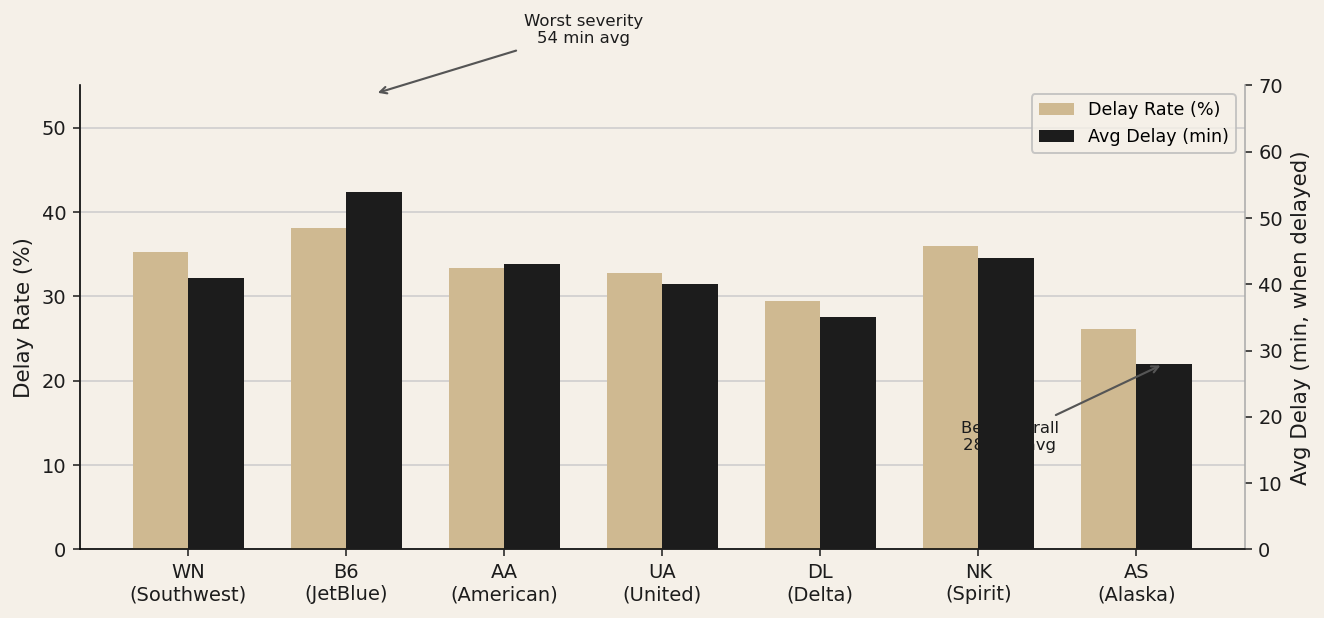 Worst severity
54 min avg
Delay Rate (%)
Avg Delay (min)
Delay Rate (%)
50
40
30
20
10
0
70
60
50
40
30
20
10
0
Avg Delay (min, when delayed)
28 avg
WN
(Southwest)
B6
(JetBlue)
AA
(American)
UA
(United)
DL
(Delta)
NK
(Spirit)
AS
(Alaska)